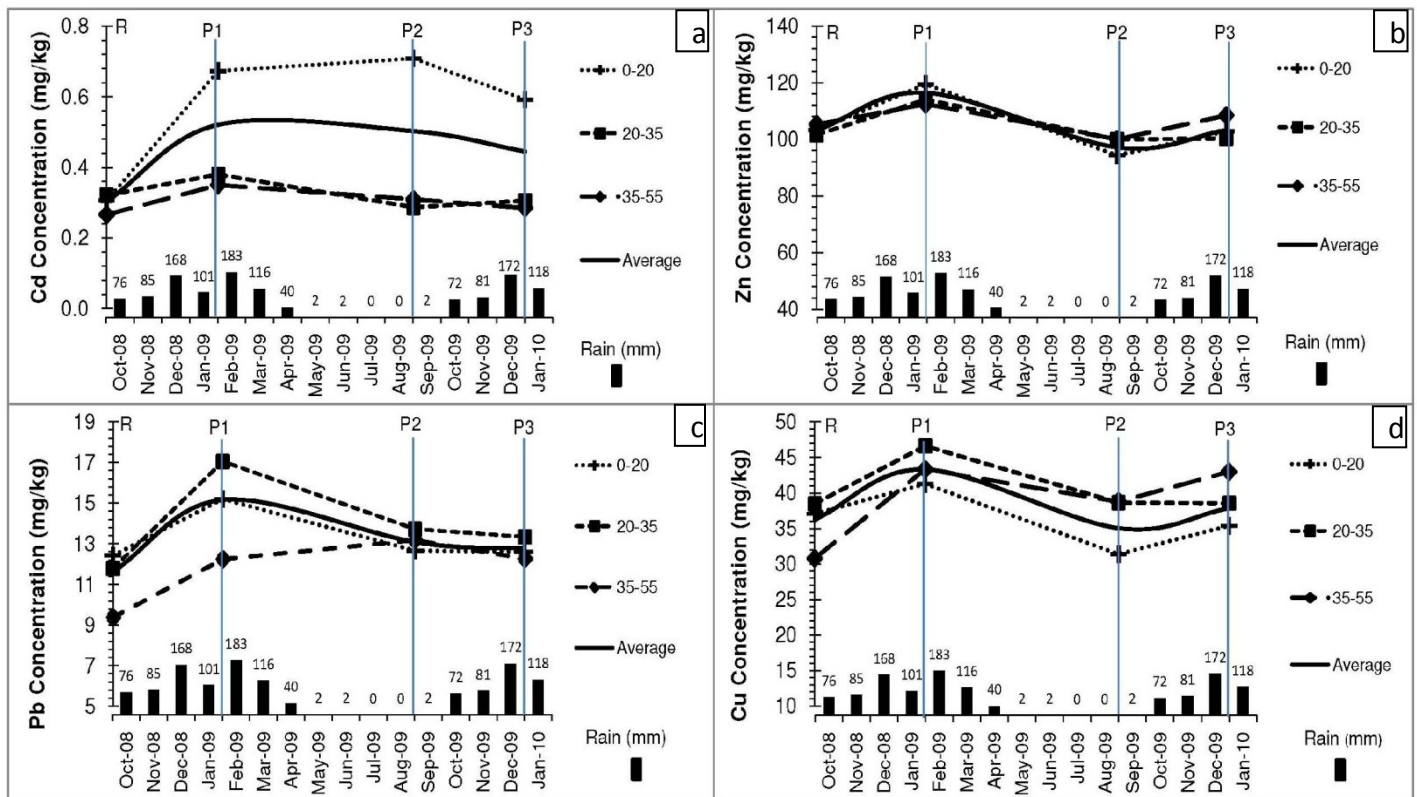 a
R P1 P2 P3
Cd Concentration (mg/kg)
0.8
0.6
0.4
0.2
0.0
76 85 168 101 183 116 40 2 2 0 0 2 72 81 172 118
Oct-08 Nov-08 Dec-08 Jan-09 Feb-09 Mar-09 Apr-09 May-09 Jun-09 Jul-09 Aug-09 Sep-09 Oct-09 Nov-09 Dec-09 Jan-10
0-20
20-35
35-55
Average
Rain (mm)
b
R P1 P2 P3
Zn Concentration (mg/kg)
140
120
100
80
60
40
76 85 168 101 183 116 40 2 2 0 0 2 72 81 172 118
Oct-08 Nov-08 Dec-08 Jan-09 Feb-09 Mar-09 Apr-09 May-09 Jun-09 Jul-09 Aug-09 Sep-09 Oct-09 Nov-09 Dec-09 Jan-10
0-20
20-35
•35-55
Average
Rain (mm)
c
R P1 P2 P3
Pb Concentration (mg/kg)
19
17
15
13
11
9
7
5
76 85 168 101 183 116 40 2 2 0 0 2 72 81 172 118
Oct-08 Nov-08 Dec-08 Jan-09 Feb-09 Mar-09 Apr-09 May-09 Jun-09 Jul-09 Aug-09 Sep-09 Oct-09 Nov-09 Dec-09 Jan-10
0-20
20-35
35-55
Average
Rain (mm)
d
R P1 P2 P3
Cu Concentration (mg/kg)
50
45
40
35
30
25
20
15
10
76 85 168 101 183 116 40 2 2 0 0 2 72 81 172 118
Oct-08 Nov-08 Dec-08 Jan-09 Feb-09 Mar-09 Apr-09 May-09 Jun-09 Jul-09 Aug-09 Sep-09 Oct-09 Nov-09 Dec-09 Jan-10
0-20
20-35
•35-55
Average
Rain (mm)